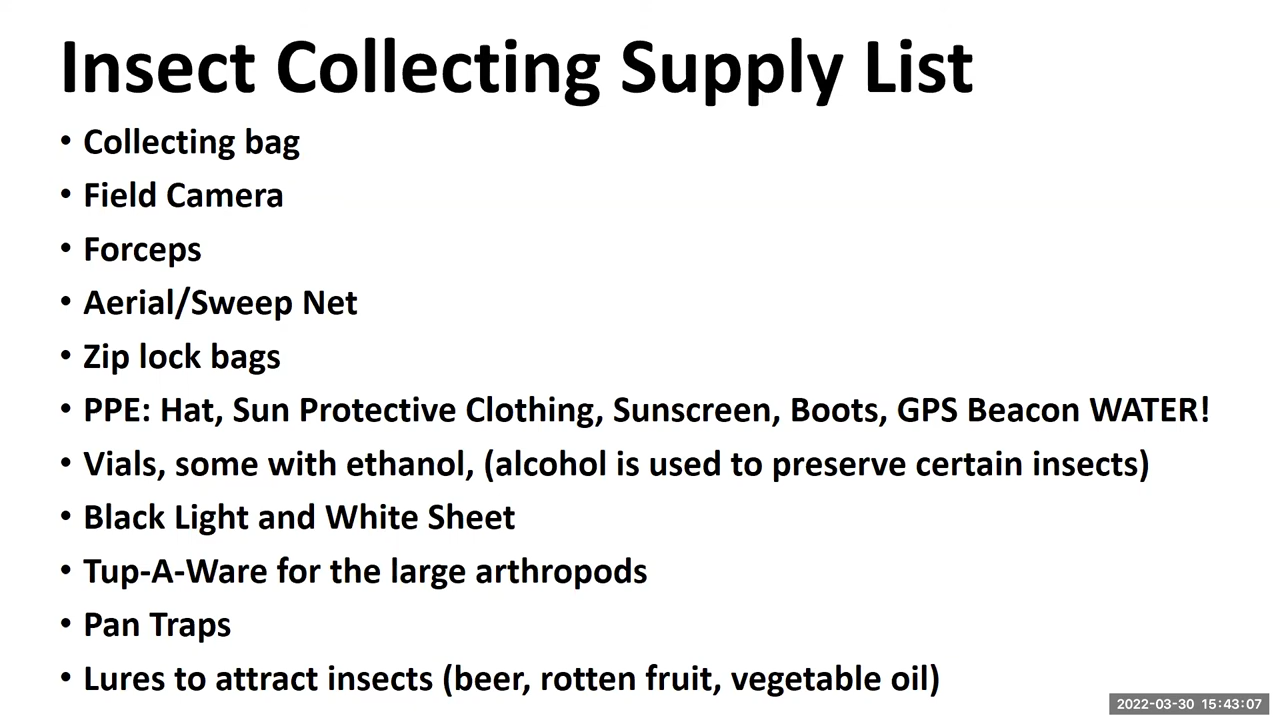 Insect Collecting Supply List
• Collecting bag
• Field Camera
• Forceps
• Aerial/Sweep Net
• Zip lock bags
• PPE: Hat, Sun Protective Clothing, Sunscreen, Boots, GPS Beacon WATER!
• Vials, some with ethanol, (alcohol is used to preserve certain insects)
• Black Light and White Sheet
• Tup-A-Ware for the large arthropods
• Pan Traps
• Lures to attract insects (beer, rotten fruit, vegetable oil)
2022-03-30 15:43:07